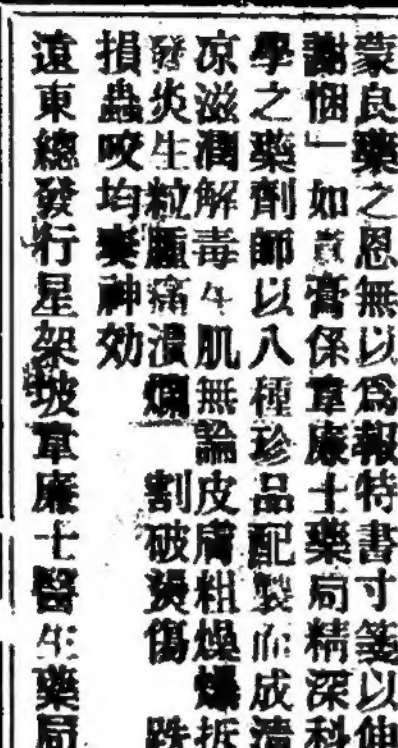 蒙良藥之恩無以爲報特書寸箋以伸
謝悃」如意膏係韋廉士藥局精深科
學之藥劑師以八種珍品配製而成清
凉滋潤解毒生肌無論皮膚粗燥爆拆
發炎生粒腫痛潰爛 割破燙傷 跌
損蟲咬均奏神効
遠東總發行星架坡韋廉士醫生藥局